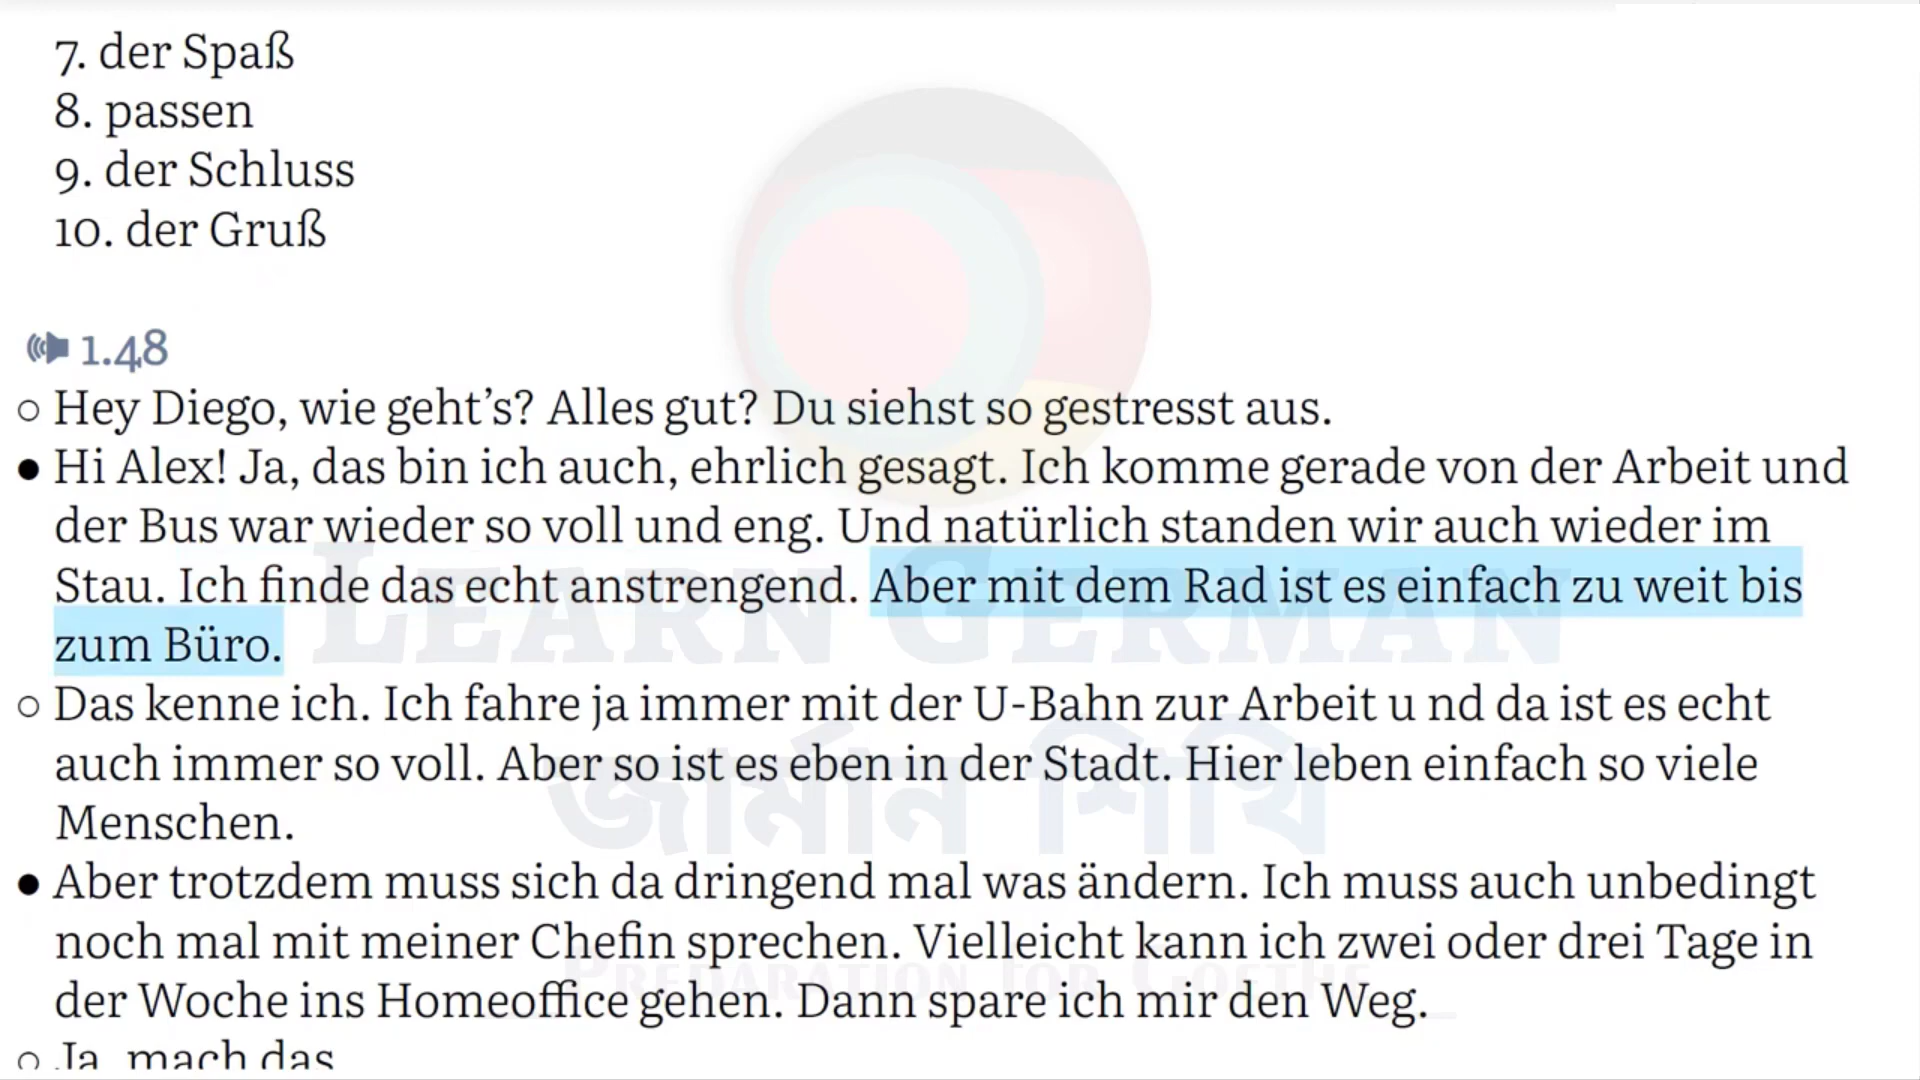 7. der Spaß
8. passen
9. der Schluss
10. der Gruß
1.48
○ Hey Diego, wie geht’s? Alles gut? Du siehst so gestresst aus.
● Hi Alex! Ja, das bin ich auch, ehrlich gesagt. Ich komme gerade von der Arbeit und
der Bus war wieder so voll und eng. Und natürlich standen wir auch wieder im
Stau. Ich finde das echt anstrengend. Aber mit dem Rad ist es einfach zu weit bis
zum Büro.
LEARN GERMAN
○ Das kenne ich. Ich fahre ja immer mit der U-Bahn zur Arbeit u nd da ist es echt
auch immer so voll. Aber so ist es eben in der Stadt. Hier leben einfach so viele
জার্মান শিখি
Menschen.
● Aber trotzdem muss sich da dringend mal was ändern. Ich muss auch unbedingt
noch mal mit meiner Chefin sprechen. Vielleicht kann ich zwei oder drei Tage in
Preparation for Goethe
der Woche ins Homeoffice gehen. Dann spare ich mir den Weg.
○ Ja, mach das